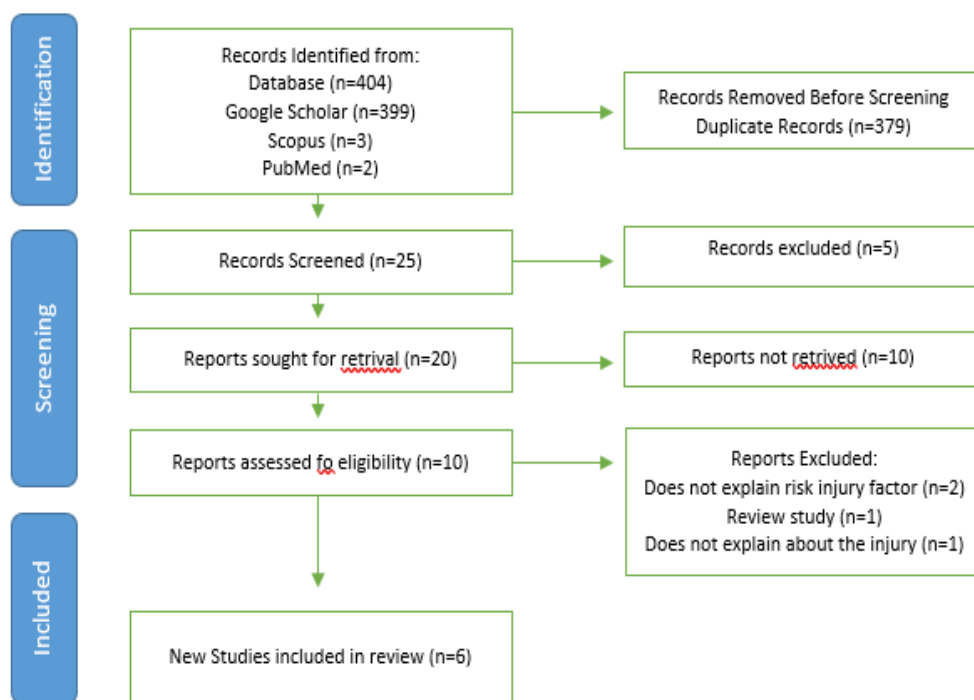 Identification
Records Identified from:
Database (n=404)
Google Scholar (n=399)
Scopus (n=3)
PubMed (n=2)
Records Removed Before Screening
Duplicate Records (n=379)
Screening
Records Screened (n=25)
Records excluded (n=5)
Reports sought for retrival (n=20)
Reports not retrived (n=10)
Reports assessed fo eligibility (n=10)
Reports Excluded:
Does not explain risk injury factor (n=2)
Review study (n=1)
Does not explain about the injury (n=1)
Included
New Studies included in review (n=6)